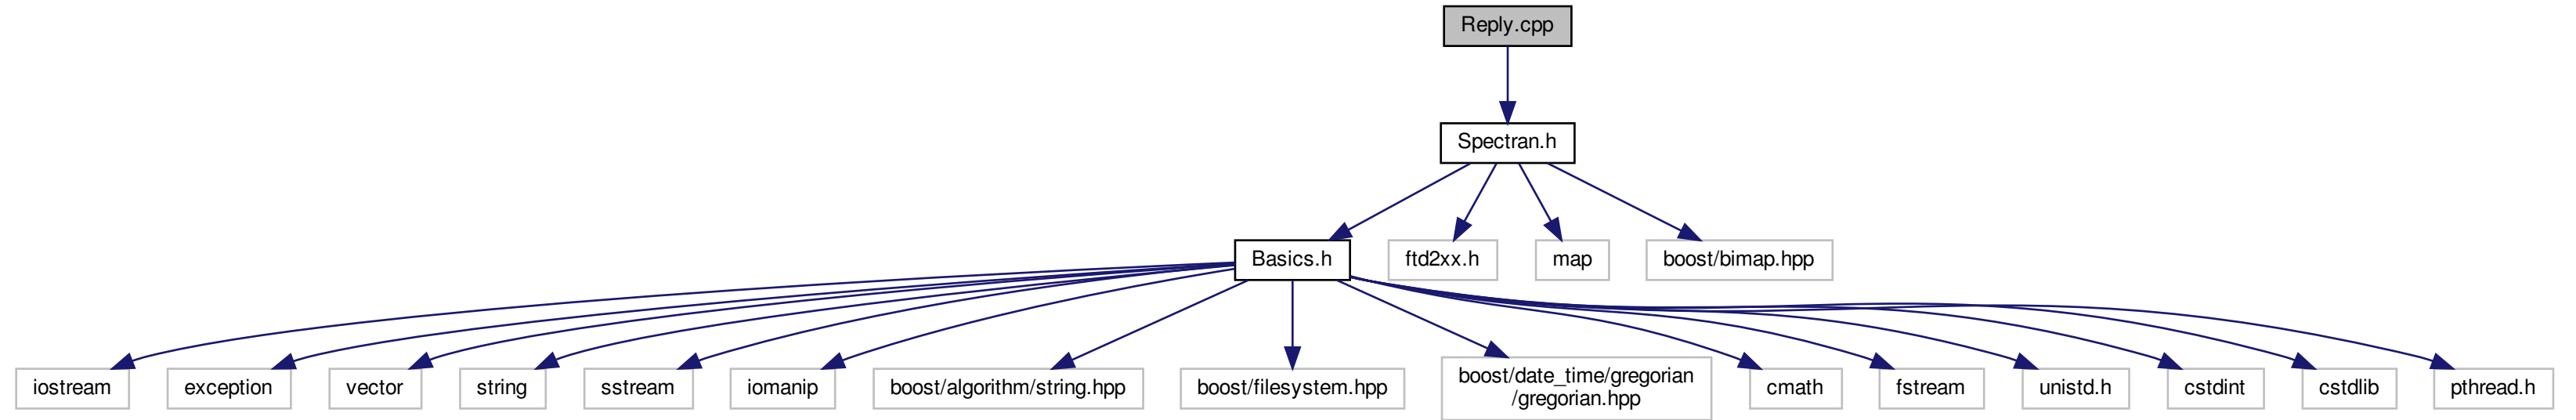 Reply.cpp
Spectran.h
Basics.h
ftd2xx.h
map
boost/bimap.hpp
iostream
exception
vector
string
sstream
iomanip
boost/algorithm/string.hpp
boost/filesystem.hpp
boost/date_time/gregorian
/gregorian.hpp
cmath
fstream
unistd.h
cstdint
cstdlib
pthread.h